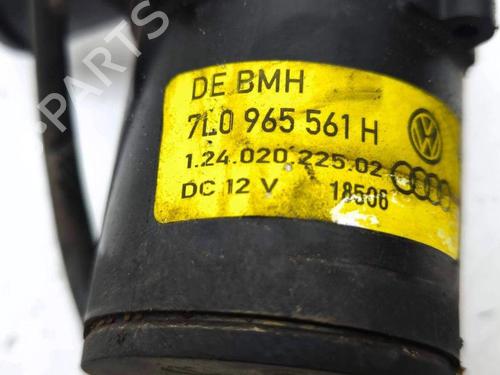 DE BMH
7L0 965 561 H
1.24.020.225.02
DC 12 V 18506
PARTS